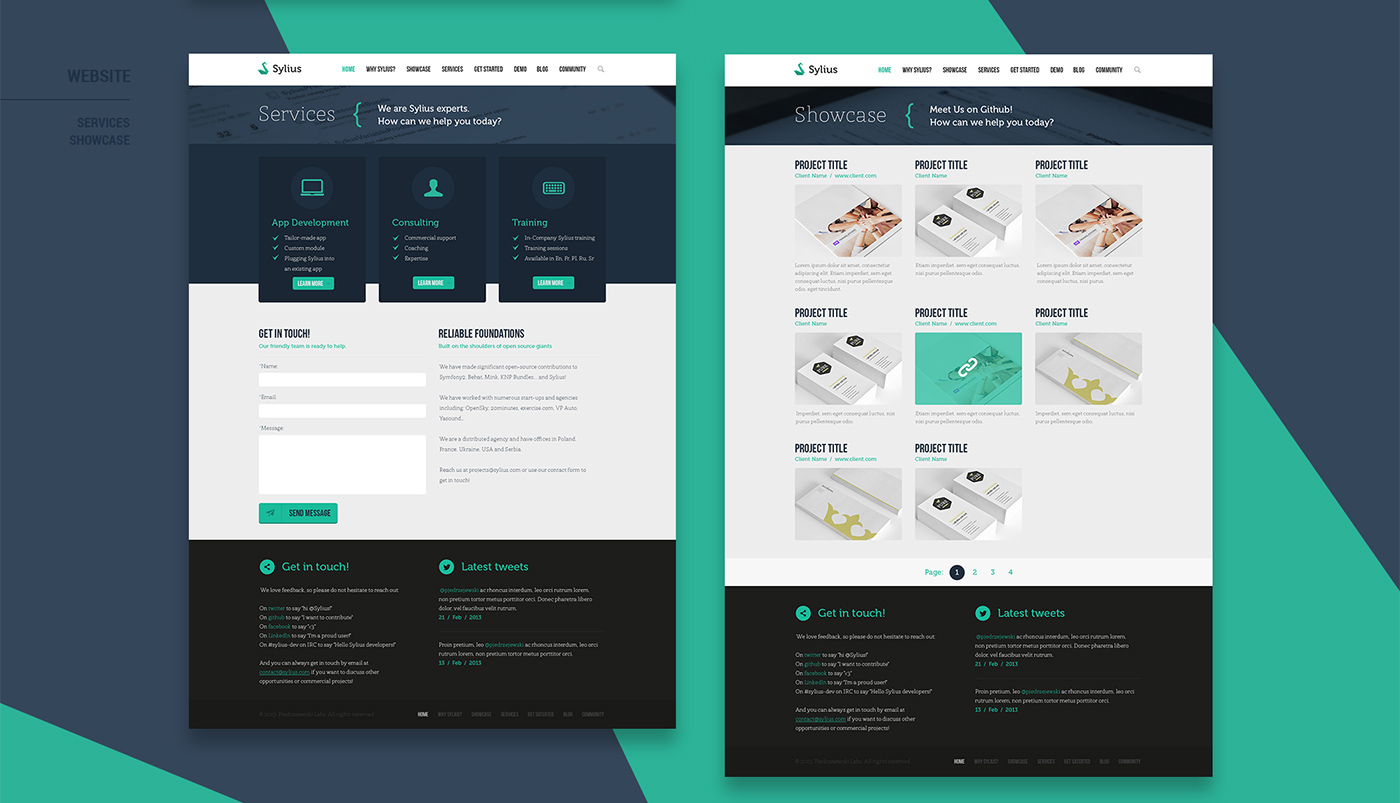 WEBSITE
SERVICES
SHOWCASE
Sylius
HOME WHY SYLIUS? SHOWCASE SERVICES GET STARTED DEMO BLOG COMMUNITY
Services
{
We are Sylius experts.
How can we help you today?
App Development
Tailor-made app
Custom module
Plugging Sylius into
an existing app
LEARN MORE
Consulting
Commercial support
Coaching
Expertise
LEARN MORE
Training
In-Company Sylius training
Training sessions
Available in En, Fr, Pl, Ru, Sr
LEARN MORE
GET IN TOUCH!
Our friendly team is ready to help.
*Name:
*Email:
*Message:
SEND MESSAGE
RELIABLE FOUNDATIONS
Built on the shoulders of open source giants
We have made significant open-source contributions to
Symfony2, Behat, Mink, KNP Bundles... and Sylius!
We have worked with numerous start-ups and agencies
including: OpenSky, 20minutes, exercise.com, VP Auto,
We are a distributed agency and have offices in Poland,
France, Ukraine, USA and Serbia.
Reach us at projects@sylius.com or use our contact form to
get in touch!
Get in touch!
We love feedback, so please do not hesitate to reach out:
On twitter to say "hi @Sylius!"
On github to say "I want to contribute"
On facebook to say "<3"
On LinkedIn to say "I'm a proud user!"
On #sylius-dev on IRC to say "Hello Sylius developers!"
And you can always get in touch by email at
contact@sylius.com if you want to discuss other
opportunities or commercial projects!
Latest tweets
@pjedrzejewski ac rhoncus interdum, leo orci rutrum lorem,
non pretium tortor metus porttitor orci. Donec pharetra libero
dolor, vel faucibus velit rutrum.
21 / Feb / 2013
Proin pretium, leo @pjedrzejewski ac rhoncus interdum, leo orci
rutrum lorem, non pretium tortor metus porttitor orci.
13 / Feb / 2013
HOME WHY SYLIUS? SHOWCASE SERVICES GET STARTED BLOG COMMUNITY
Sylius
HOME WHY SYLIUS? SHOWCASE SERVICES GET STARTED DEMO BLOG COMMUNITY
Showcase
{
Meet Us on Github!
How can we help you today?
PROJECT TITLE
Client Name / www.client.com
Lorem ipsum dolor sit amet, consectetur
adipiscing elit. Etiam imperdiet, sem eget
consequat luctus, nisi purus pellentesque
odio, eget tincidunt.
PROJECT TITLE
Client Name
Etiam imperdiet, sem eget consequat luctus,
nisi purus pellentesque odio.
PROJECT TITLE
Client Name
Lorem ipsum dolor sit amet, consectetur
adipiscing elit. Etiam imperdiet, sem eget
consequat luctus, nisi purus.
PROJECT TITLE
Client Name
Imperdiet, sem eget consequat luctus, nisi
purus pellentesque odio.
PROJECT TITLE
Client Name / www.client.com
Etiam imperdiet, sem eget consequat luctus,
nisi purus pellentesque odio.
PROJECT TITLE
Client Name
Imperdiet, sem eget consequat luctus, nisi
purus pellentesque odio.
PROJECT TITLE
Client Name / www.client.com
PROJECT TITLE
Client Name
Page: 1 2 3 4
Get in touch!
We love feedback, so please do not hesitate to reach out:
On twitter to say "hi @Sylius!"
On github to say "I want to contribute"
On facebook to say "<3"
On LinkedIn to say "I'm a proud user!"
On #sylius-dev on IRC to say "Hello Sylius developers!"
And you can always get in touch by email at
contact@sylius.com if you want to discuss other
opportunities or commercial projects!
Latest tweets
@pjedrzejewski ac rhoncus interdum, leo orci rutrum lorem,
non pretium tortor metus porttitor orci. Donec pharetra libero
dolor, vel faucibus velit rutrum.
21 / Feb / 2013
Proin pretium, leo @pjedrzejewski ac rhoncus interdum, leo orci
rutrum lorem, non pretium tortor metus porttitor orci.
13 / Feb / 2013
HOME WHY SYLIUS? SHOWCASE SERVICES GET STARTED BLOG COMMUNITY